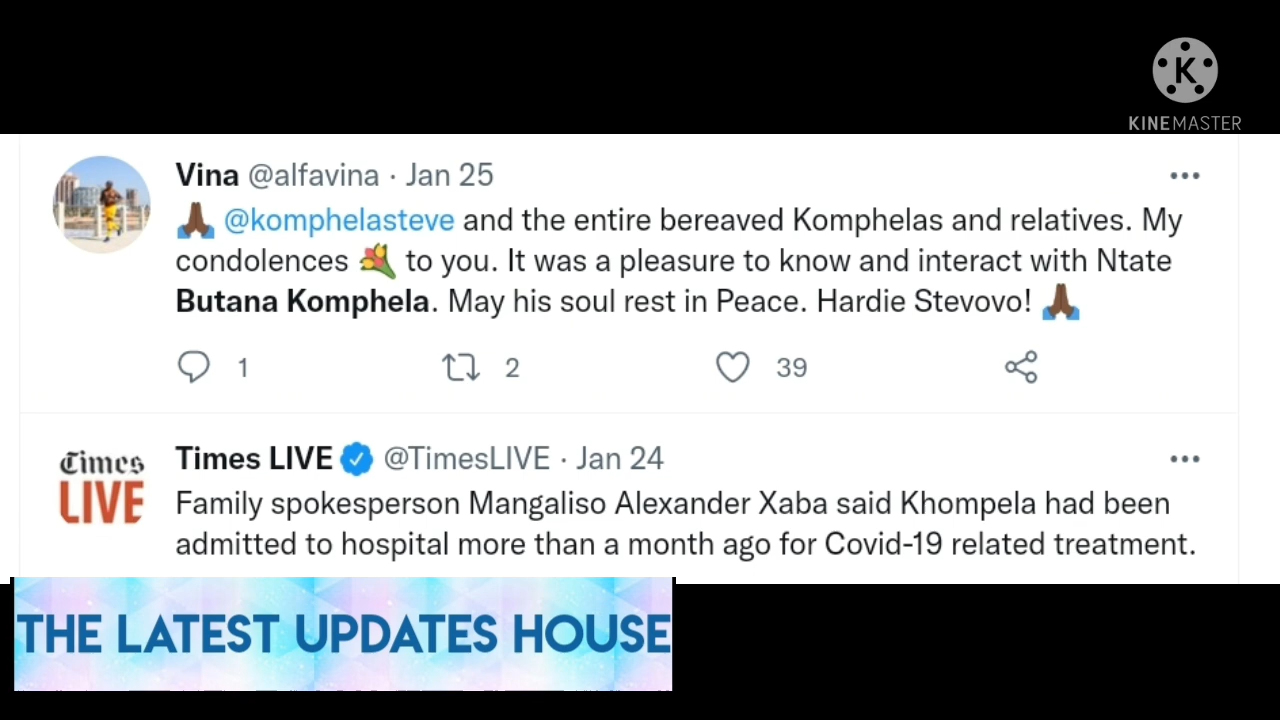 K
KINEMASTER
Vina @alfavina · Jan 25
🙏🏾 @komphelasteve and the entire bereaved Komphelas and relatives. My
condolences 💐 to you. It was a pleasure to know and interact with Ntate
Butana Komphela. May his soul rest in Peace. Hardie Stevovo! 🙏🏾
1 2 39
Times LIVE
Times LIVE @TimesLIVE · Jan 24
Family spokesperson Mangaliso Alexander Xaba said Khompela had been
admitted to hospital more than a month ago for Covid-19 related treatment.
THE LATEST UPDATES HOUSE